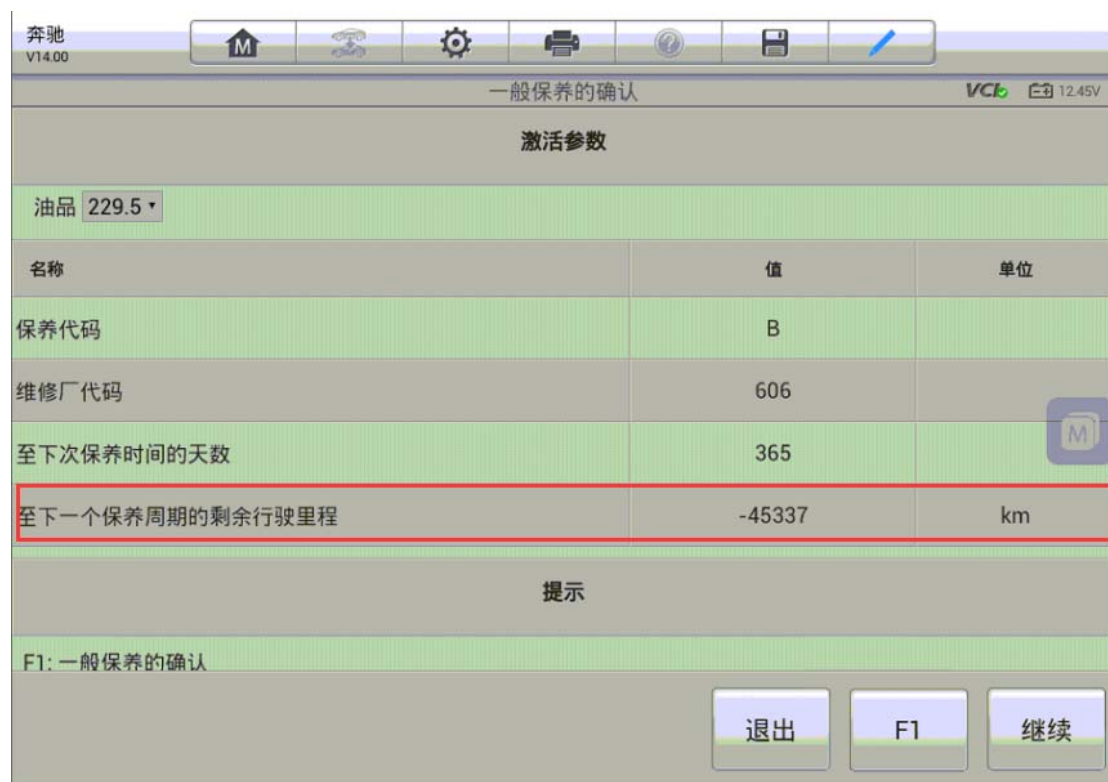 奔驰
V14.00
M
一般保养的确认
VCI
12.45V
激活参数
油品 229.5
名称 值 单位
保养代码 B
维修厂代码 606
至下次保养时间的天数 365
M
至下一个保养周期的剩余行驶里程 -45337 km
提示
F1: 一般保养的确认
退出 F1 继续